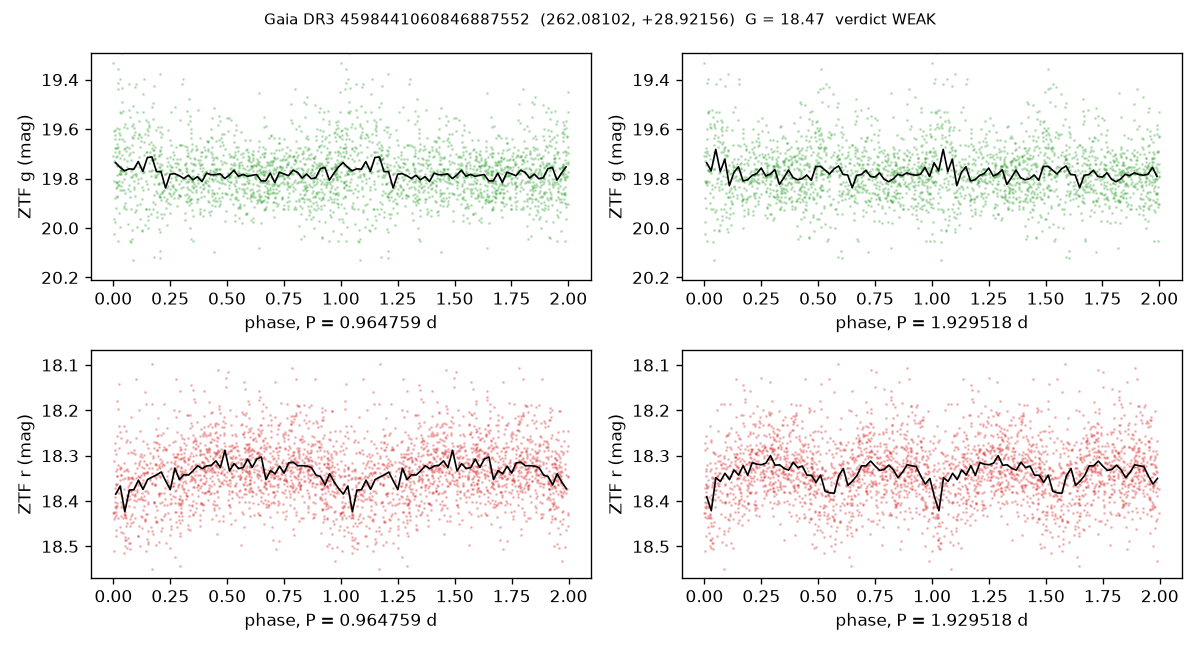 Gaia DR3 4598441060846887552 (262.08102, +28.92156) G = 18.47 verdict WEAK
ZTF g (mag)
19.4
19.6
19.8
20.0
20.2
0.00 0.25 0.50 0.75 1.00 1.25 1.50 1.75 2.00
phase, P = 0.964759 d
ZTF g (mag)
19.4
19.6
19.8
20.0
20.2
0.00 0.25 0.50 0.75 1.00 1.25 1.50 1.75 2.00
phase, P = 1.929518 d
ZTF r (mag)
18.1
18.2
18.3
18.4
18.5
0.00 0.25 0.50 0.75 1.00 1.25 1.50 1.75 2.00
phase, P = 0.964759 d
ZTF r (mag)
18.1
18.2
18.3
18.4
18.5
0.00 0.25 0.50 0.75 1.00 1.25 1.50 1.75 2.00
phase, P = 1.929518 d